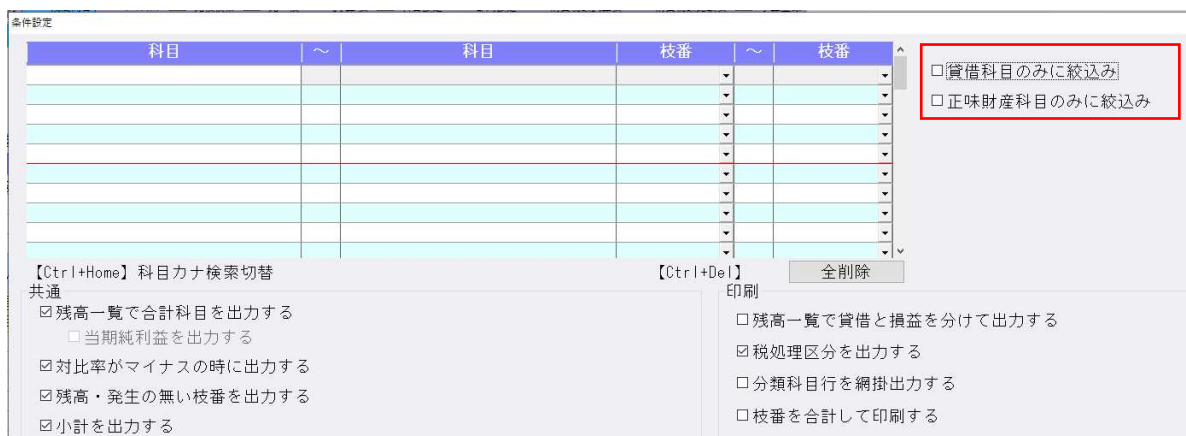 条件設定
科目 ～ 科目 枝番 ～ 枝番
□貸借科目のみに絞込み
□正味財産科目のみに絞込み
【Ctrl+Home】科目カナ検索切替 【Ctrl+Del】 全削除
共通
☑残高一覧で合計科目を出力する
□当期純利益を出力する
☑対比率がマイナスの時に出力する
☑残高・発生の無い枝番を出力する
☑小計を出力する
印刷
□残高一覧で貸借と損益を分けて出力する
☑税処理区分を出力する
□分類科目行を網掛出力する
□枝番を合計して印刷する